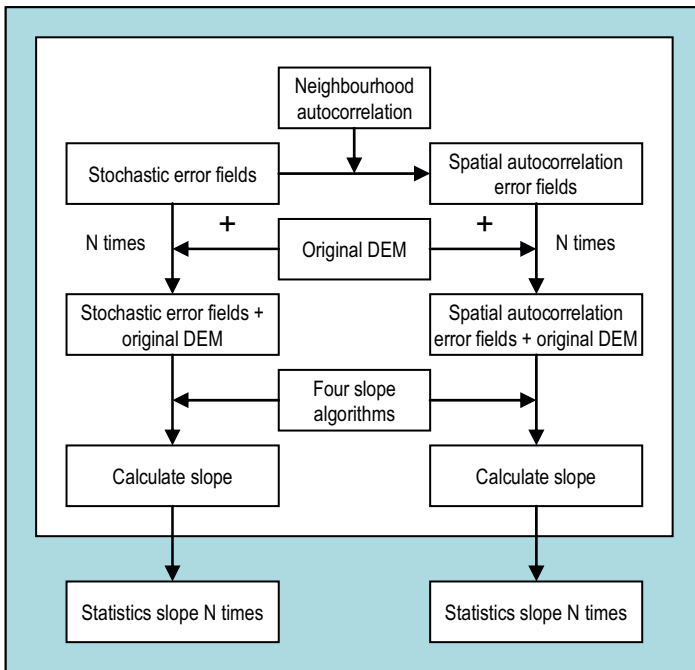 Neighbourhood
autocorrelation
Stochastic error fields
Spatial autocorrelation
error fields
+
+
N times
Original DEM
N times
Stochastic error fields +
original DEM
Spatial autocorrelation
error fields + original DEM
Four slope
algorithms
Calculate slope
Calculate slope
Statistics slope N times
Statistics slope N times